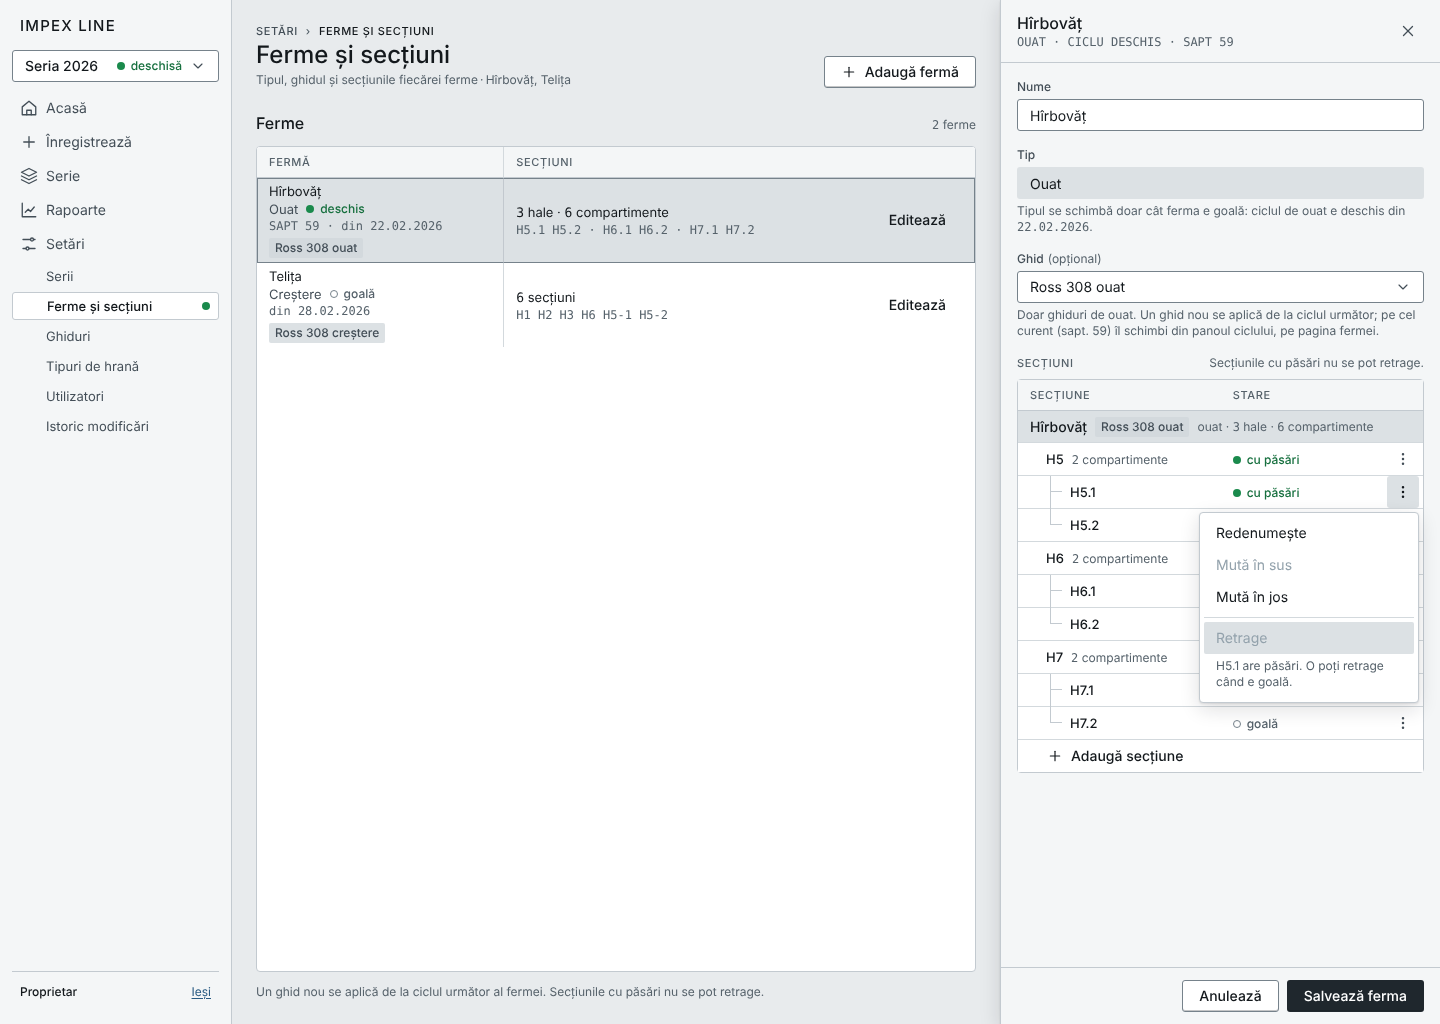 IMPEX LINE
Seria 2026 deschisă
Acasă
Înregistrează
Serie
Rapoarte
Setări
Serii
Ferme și secțiuni
Ghiduri
Tipuri de hrană
Utilizatori
Istoric modificări
Proprietar Ieși
SETĂRI › FERME ȘI SECȚIUNI
Ferme și secțiuni
Tipul, ghidul și secțiunile fiecărei ferme · Hîrbovăț, Telița
Adaugă fermă
Ferme 2 ferme
FERMĂ SECȚIUNI
Hîrbovăț
Ouat deschis
SAPT 59 · din 22.02.2026
Ross 308 ouat
3 hale · 6 compartimente
H5.1 H5.2 · H6.1 H6.2 · H7.1 H7.2
Editează
Telița
Creștere goală
din 28.02.2026
Ross 308 creștere
6 secțiuni
H1 H2 H3 H6 H5-1 H5-2
Editează
Un ghid nou se aplică de la ciclul următor al fermei. Secțiunile cu păsări nu se pot retrage.
Hîrbovăț
OUAT · CICLU DESCHIS · SAPT 59
Nume
Hîrbovăț
Tip
Ouat
Tipul se schimbă doar cât ferma e goală: ciclul de ouat e deschis din
22.02.2026.
Ghid (opțional)
Ross 308 ouat
Doar ghiduri de ouat. Un ghid nou se aplică de la ciclul următor; pe cel
curent (sapt. 59) îl schimbi din panoul ciclului, pe pagina fermei.
SECȚIUNI Secțiunile cu păsări nu se pot retrage.
SECȚIUNE STARE
Hîrbovăț Ross 308 ouat ouat · 3 hale · 6 compartimente
H5 2 compartimente cu păsări
H5.1 cu păsări
H5.2
H6 2 compartimente
H6.1
H6.2
H7 2 compartimente
H7.1
Redenumește
Mută în sus
Mută în jos
Retrage
H5.1 are păsări. O poți retrage
când e goală.
H7.2 goală
Adaugă secțiune
Anulează Salvează ferma